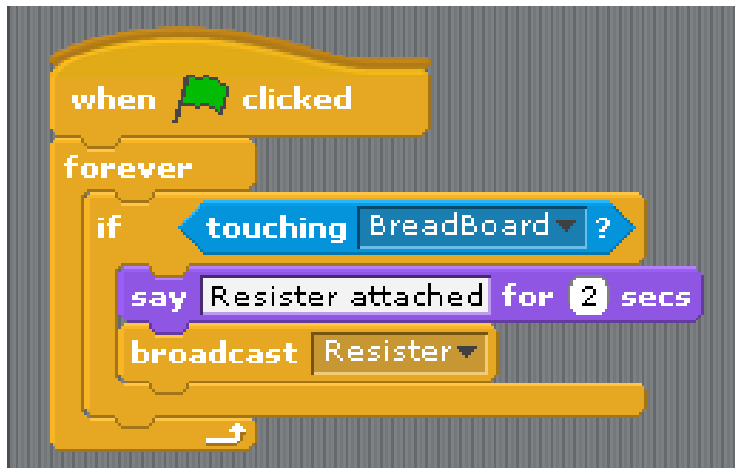 when clicked
forever
if touching BreadBoard ?
say Resister attached for 2 secs
broadcast Resister